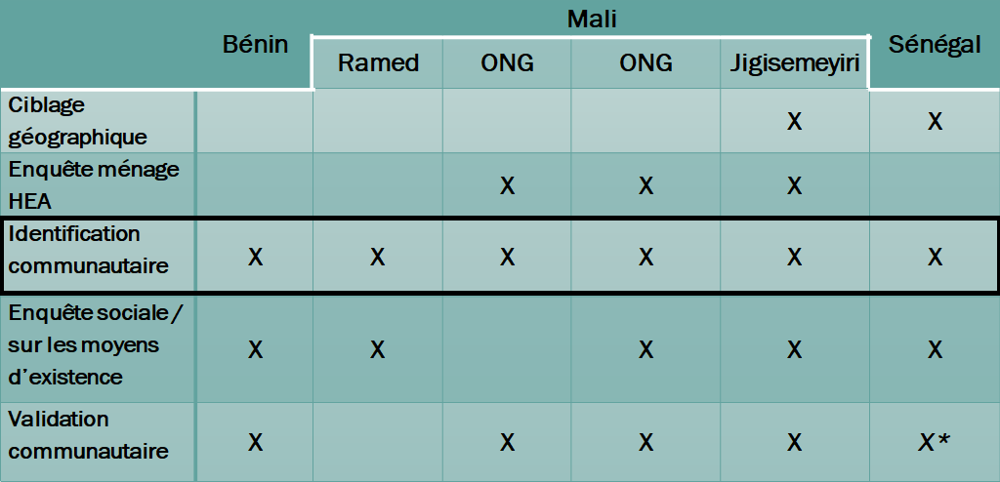 Mali
Bénin Sénégal
Ramed ONG ONG Jigisemeyiri
Ciblage
géographique X X
Enquête ménage
HEA X X X
Identification
communautaire X X X X X X
Enquête sociale /
sur les moyens X X X X X
d’existence
Validation
communautaire X X X X X*